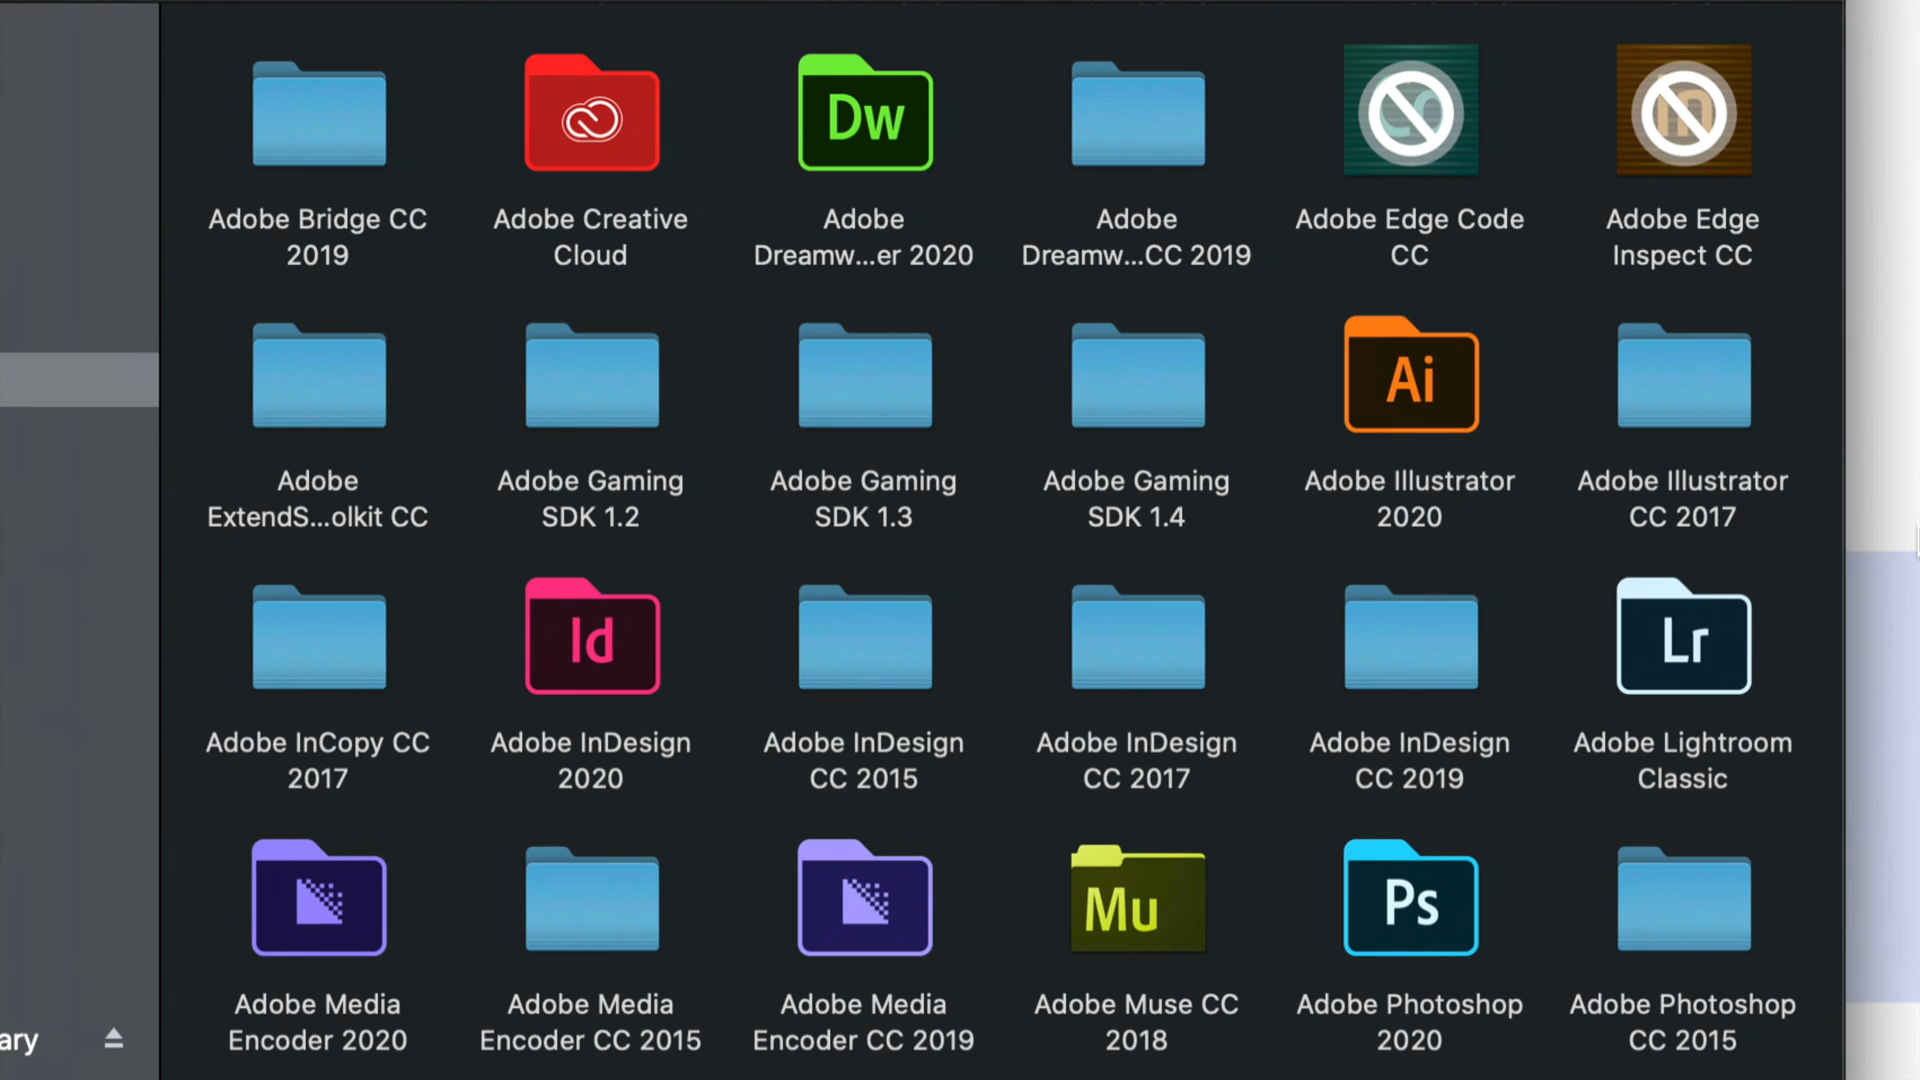 Dw
Adobe Bridge CC
2019
Adobe Creative
Cloud
Adobe
Dreamw...er 2020
Adobe
Dreamw...CC 2019
Adobe Edge Code
CC
Adobe Edge
Inspect CC
Ai
Adobe
ExtendS...olkit CC
Adobe Gaming
SDK 1.2
Adobe Gaming
SDK 1.3
Adobe Gaming
SDK 1.4
Adobe Illustrator
2020
Adobe Illustrator
CC 2017
Id
Lr
Adobe InCopy CC
2017
Adobe InDesign
2020
Adobe InDesign
CC 2015
Adobe InDesign
CC 2017
Adobe InDesign
CC 2019
Adobe Lightroom
Classic
Mu
Ps
Adobe Media
Encoder 2020
Adobe Media
Encoder CC 2015
Adobe Media
Encoder CC 2019
Adobe Muse CC
2018
Adobe Photoshop
2020
Adobe Photoshop
CC 2015
ary